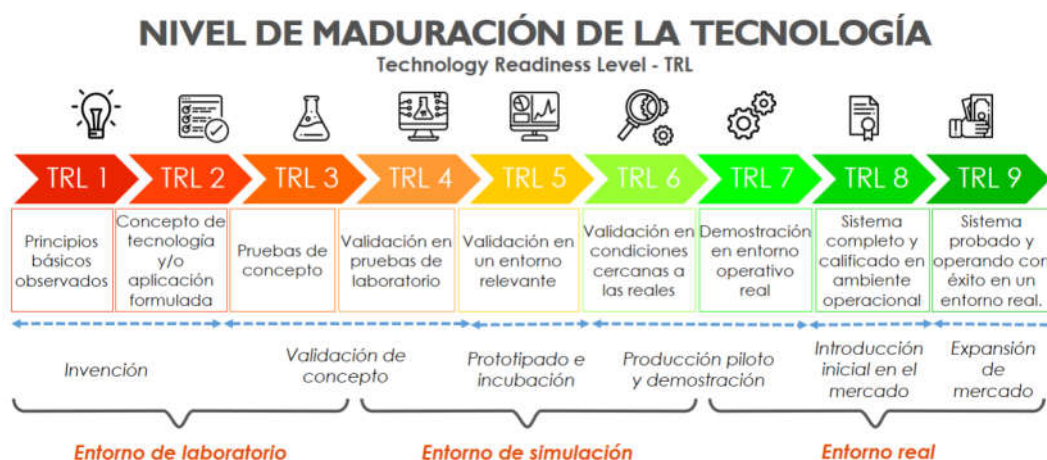 NIVEL DE MADURACIÓN DE LA TECNOLOGÍA
Technology Readiness Level - TRL
TRL 1
TRL 2
TRL 3
TRL 4
TRL 5
TRL 6
TRL 7
TRL 8
TRL 9
Principios
básicos
observados
Concepto de
tecnología
y/o
aplicación
formulada
Pruebas de
concepto
Validación en
pruebas de
laboratorio
Validación en
un entorno
relevante
Validación en
condiciones
cercanas a
las reales
Demostración
en entorno
operativo
real
Sistema
completo y
calificado en
ambiente
operacional
Sistema
probado y
operando con
éxito en un
entorno real.
Invención
Validación de
concepto
Prototipado e
incubación
Producción piloto
y demostración
Introducción
inicial en el
mercado
Expansión
de
mercado
Entorno de laboratorio
Entorno de simulación
Entorno real